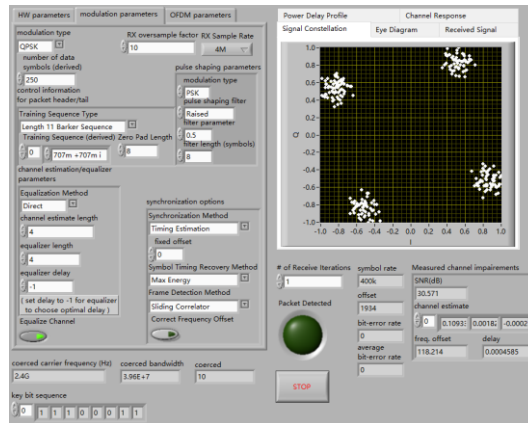 HW parameters modulation parameters OFDM parameters
modulation type
QPSK
RX oversample factor RX Sample Rate
10
4M
number of data
symbols (derived)
250
control information
for packet header/tail
pulse shaping parameters
modulation type
PSK
pulse shaping filter
Raised
filter parameter
0.5
filter length (symbols)
8
Training Sequence Type
Length 11 Barker Sequence
Training Sequence (derived) Zero Pad Length
0
707m +707m i
8
channel estimation/equalizer
parameters
Equalization Method
Direct
channel estimate length
4
equalizer length
4
equalizer delay
-1
( set delay to -1 for equalizer
to choose optimal delay )
Equalize Channel
synchronization options
Synchronization Method
Timing Estimation
fixed offset
0
Symbol Timing Recovery Method
Max Energy
Frame Detection Method
Sliding Correlator
Correct Frequency Offset
coerced carrier frequency (Hz) coerced bandwidth coerced
2.4G 3.96E+7 10
key bit sequence
0 1 1 1 0 0 0 1 1
Power Delay Profile Channel Response
Signal Constellation Eye Diagram Received Signal
1.0
0.8
0.6
0.4
0.2
0.0
-0.2
-0.4
-0.6
-0.8
-1.0
Q
-1.0 -0.8 -0.6 -0.4 -0.2 0.0 0.2 0.4 0.6 0.8 1.0
I
# of Receive Iterations
1
Packet Detected
STOP
symbol rate
400k
offset
1934
bit-error rate
0
average
bit-error rate
0
Measured channel impairements
SNR(dB)
30.571
channel estimate
0 0.1093 0.0018 -0.0002
freq. offset delay
118.214 0.0004585